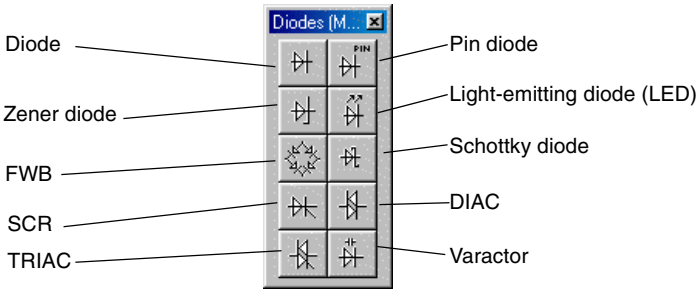 Diodes (M...
Diode
Pin diode
PIN
Zener diode
Light-emitting diode (LED)
FWB
Schottky diode
SCR
DIAC
TRIAC
Varactor